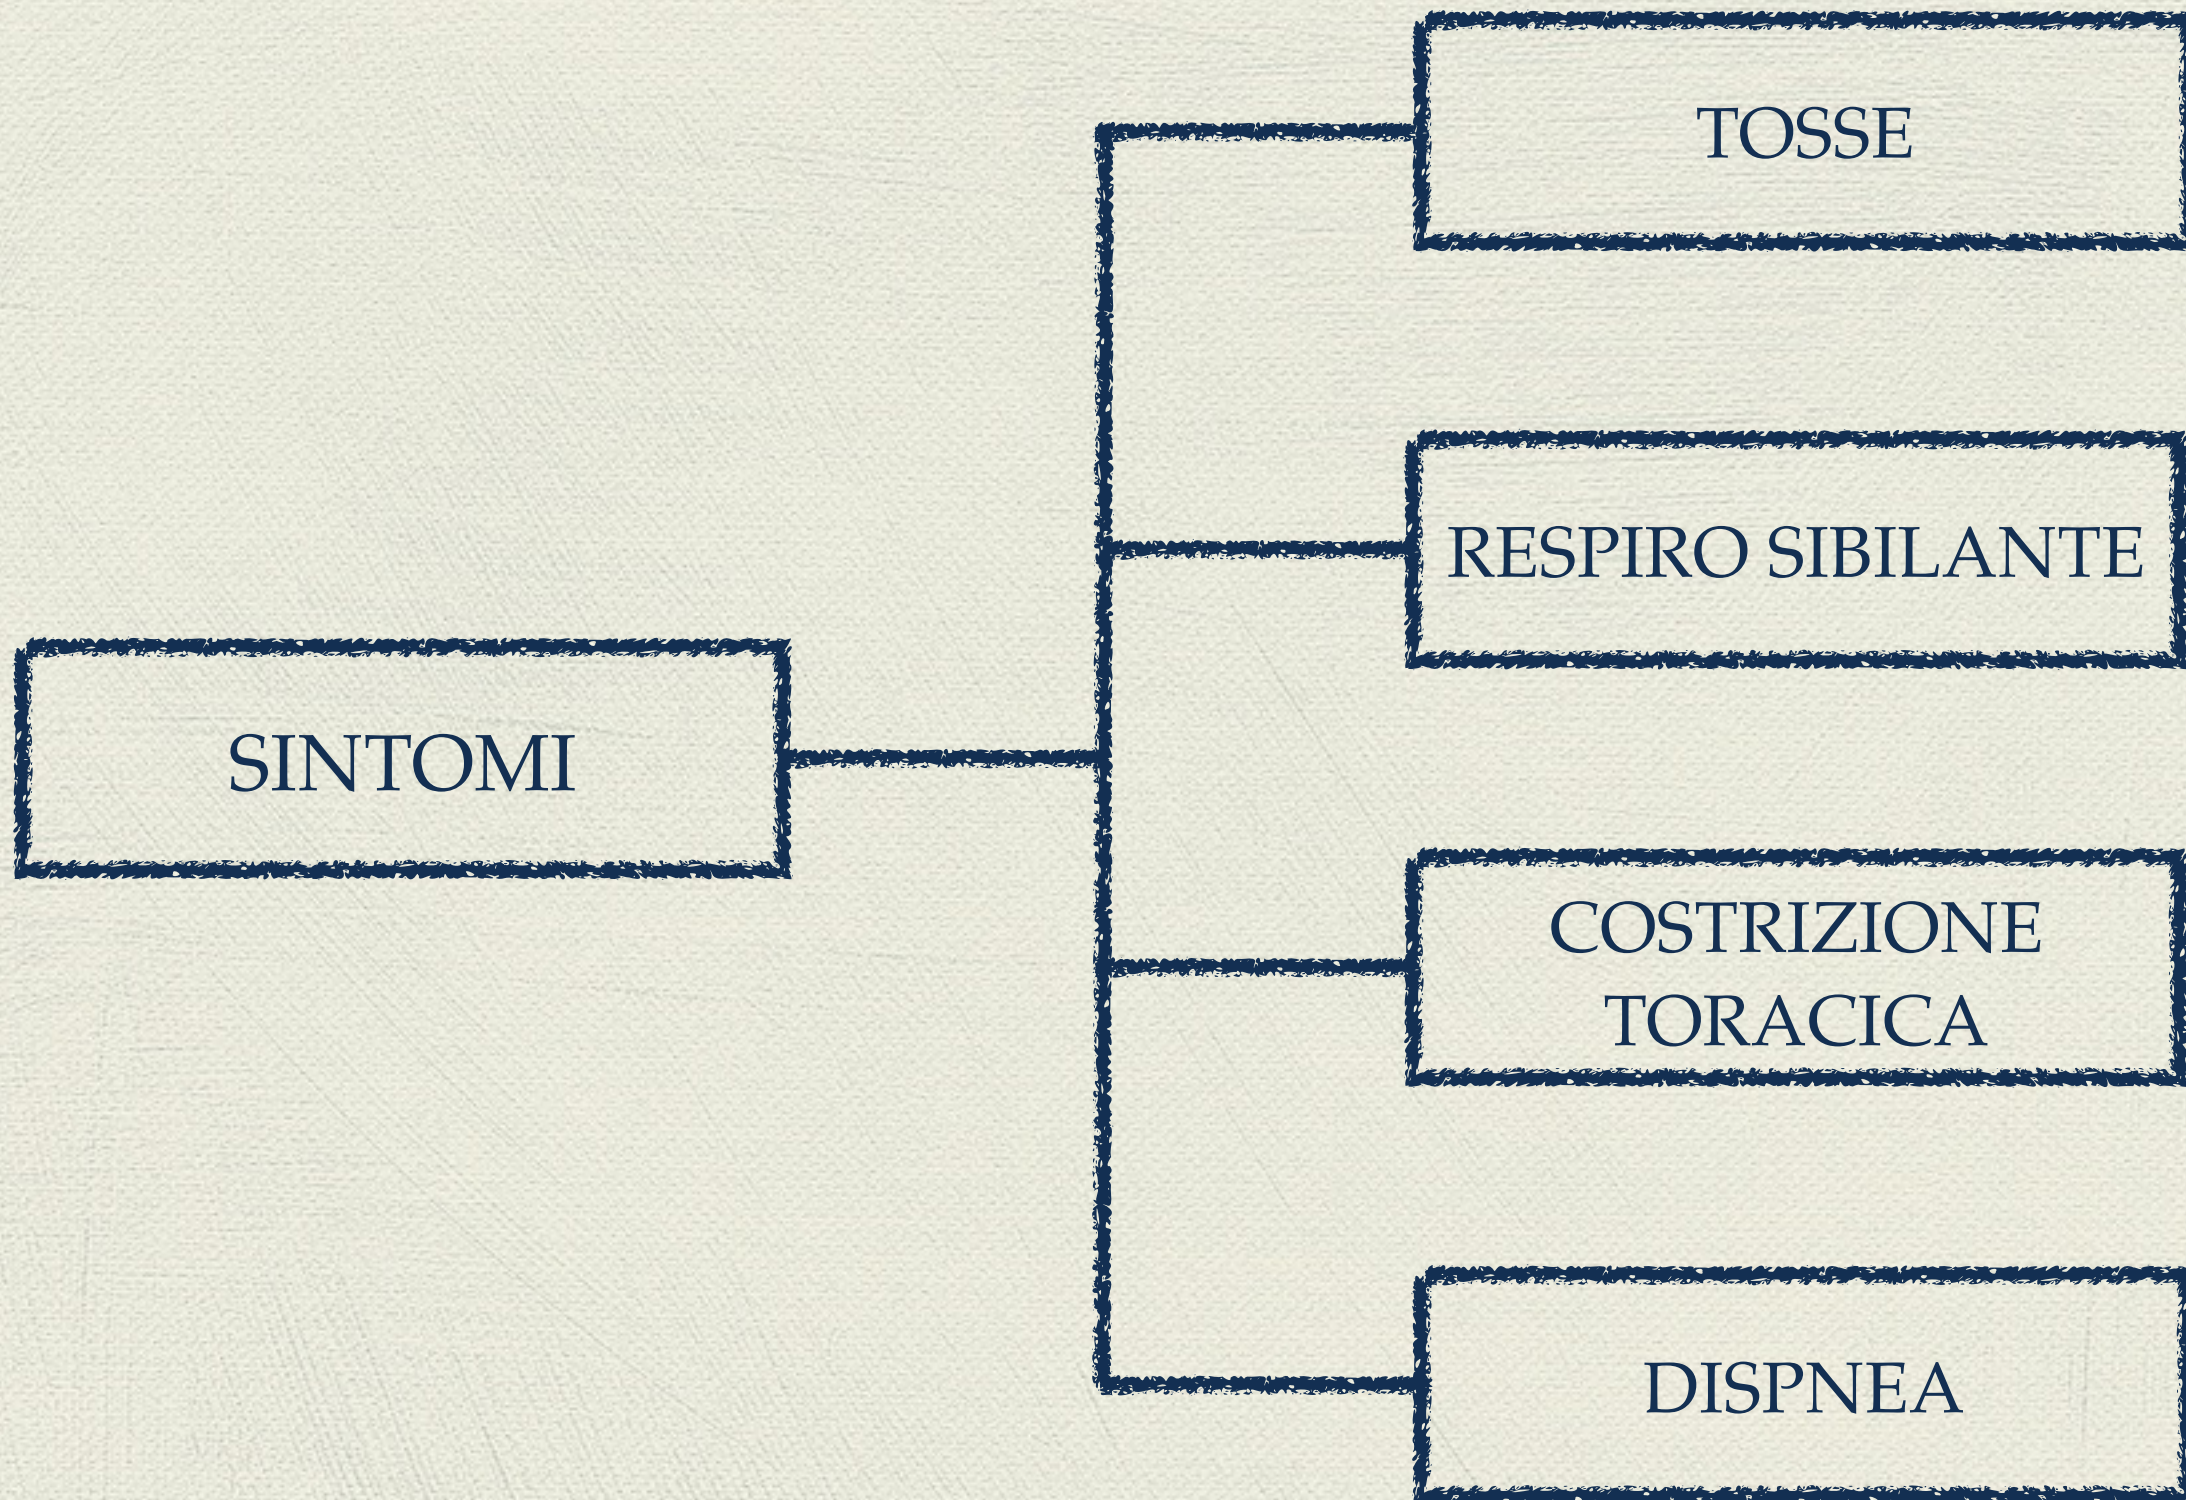 TOSSE
RESPIRO SIBILANTE
SINTOMI
COSTRIZIONE
TORACICA
DISPNEA